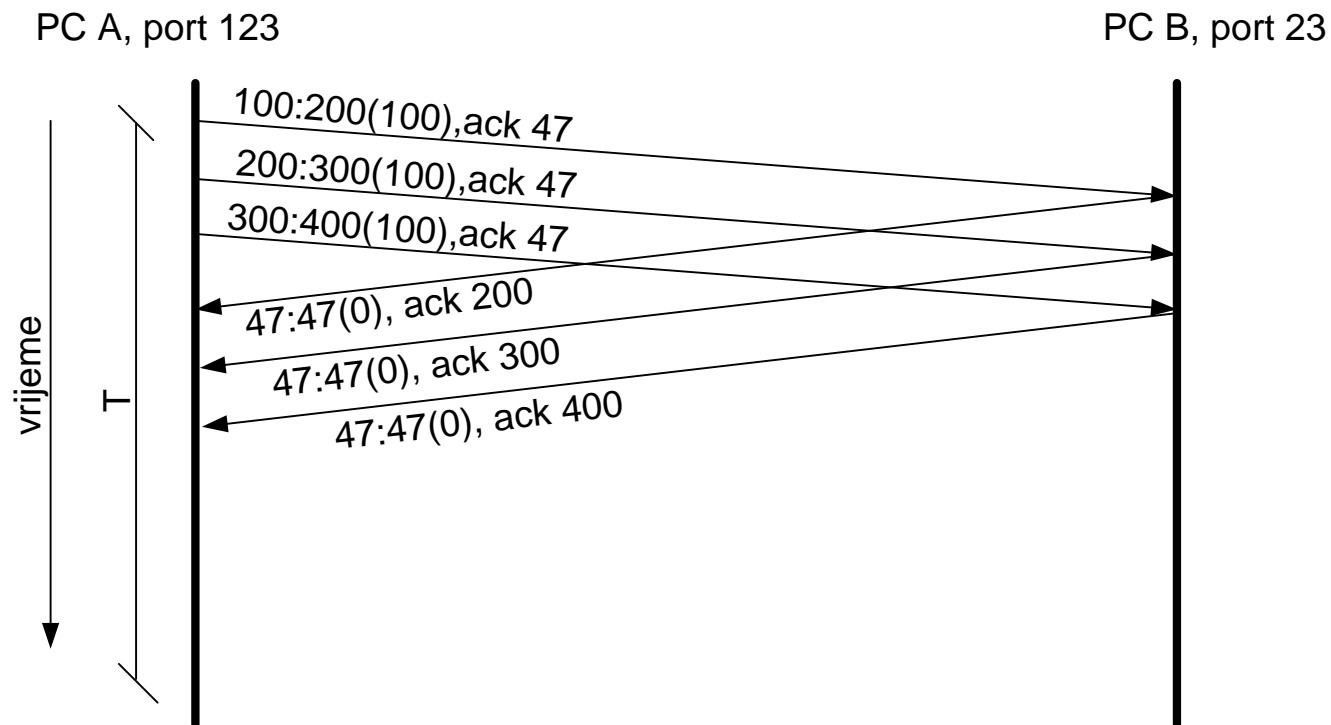 PC A, port 123
PC B, port 23
100:200(100),ack 47
200:300(100),ack 47
300:400(100),ack 47
47:47(0), ack 200
47:47(0), ack 300
47:47(0), ack 400
vrijeme
T